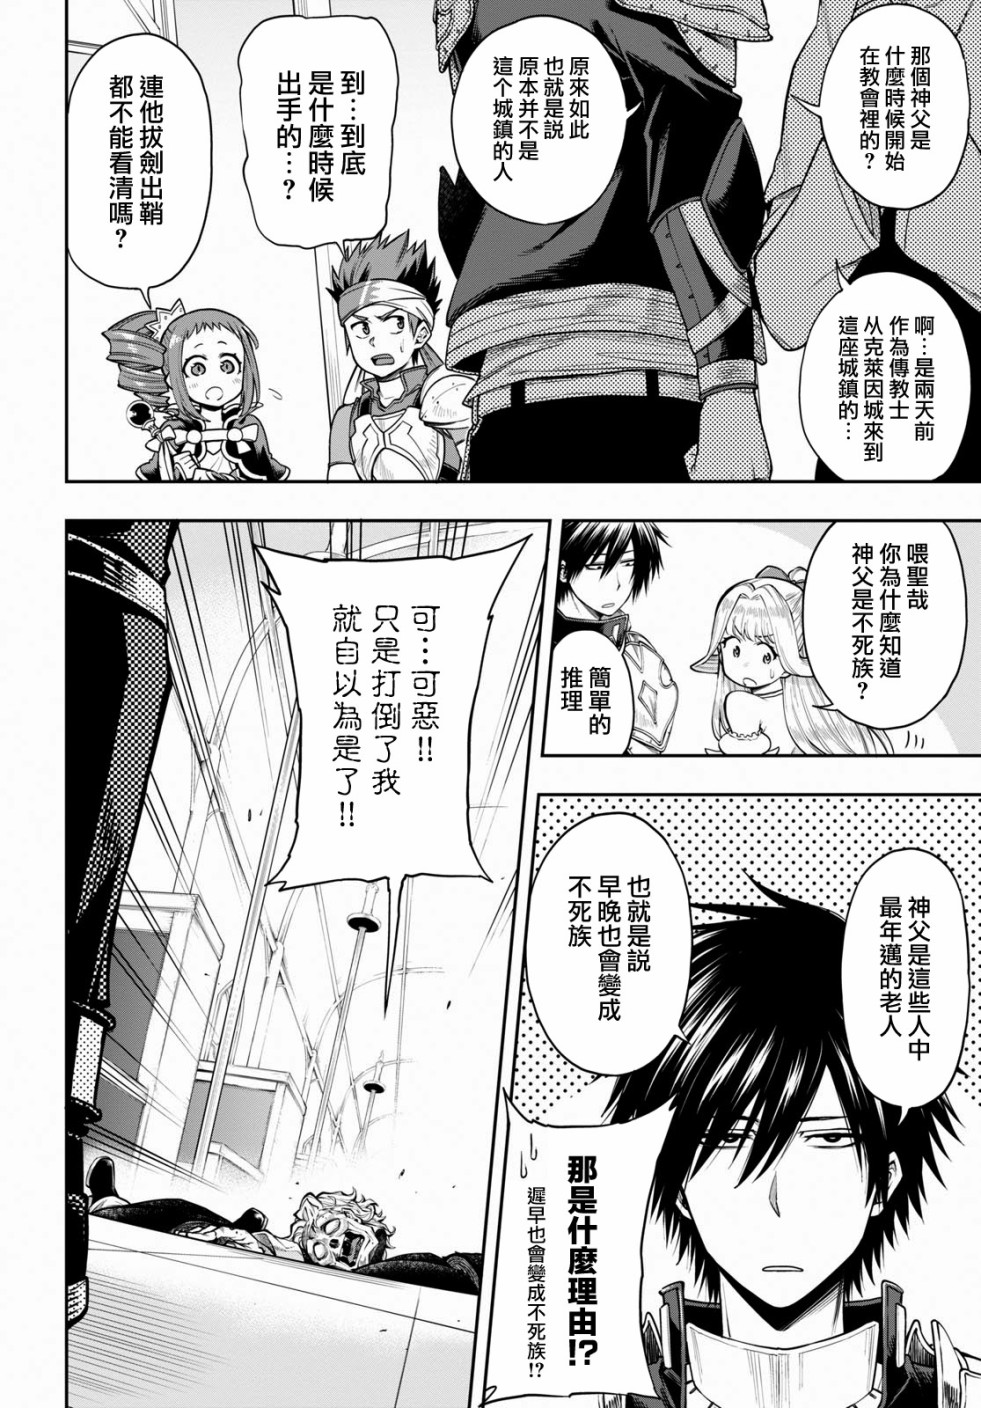 那個神父是
什麼時候開始
在教會裡的?
啊…是兩天前
作為傳教士
从克萊因城來到
這座城鎮的…
原來如此
也就是說
原本并不是
這个城鎮的人
到…到底
是什麼時候
出手的…?
連他拔劍出鞘
都不能看清嗎?
喂聖哉
你為什麼知道
神父是不死族?
簡單的
推理
神父是這些人中
最年邁的老人
也就是說
早晚也會變成
不死族
那是什麼理由!?
遲早也會變成不死族!?
可…可惡!!
只是打倒了我
就自以為是了!!